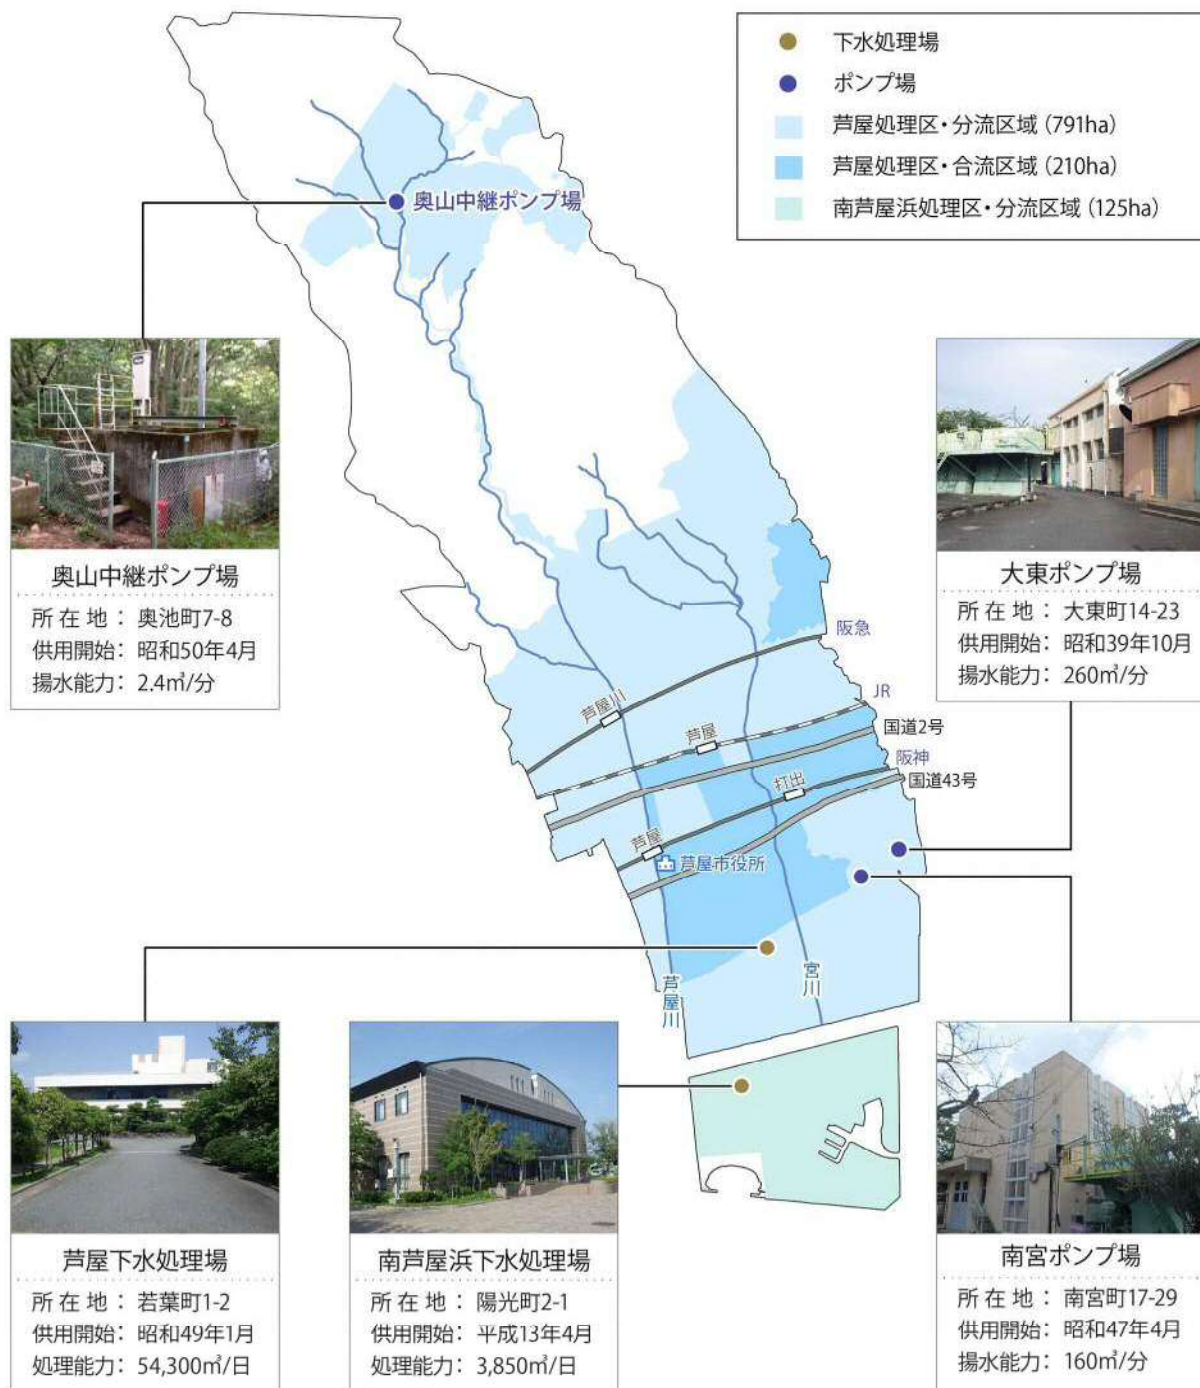 下水処理場
ポンプ場
芦屋処理区・分流区域 (791ha)
芦屋処理区・合流区域 (210ha)
南芦屋浜処理区・分流区域 (125ha)
奥山中継ポンプ場
奥山中継ポンプ場
所在地: 奥池町7-8
供用開始: 昭和50年4月
揚水能力: 2.4㎥/分
大東ポンプ場
所在地: 大東町14-23
供用開始: 昭和39年10月
揚水能力: 260㎥/分
阪急
芦屋川
JR
芦屋
国道2号
阪神
打出
国道43号
芦屋
芦屋市役所
芦屋川
宮川
芦屋下水処理場
所在地: 若葉町1-2
供用開始: 昭和49年1月
処理能力: 54,300㎥/日
南芦屋浜下水処理場
所在地: 陽光町2-1
供用開始: 平成13年4月
処理能力: 3,850㎥/日
南宮ポンプ場
所在地: 南宮町17-29
供用開始: 昭和47年4月
揚水能力: 160㎥/分